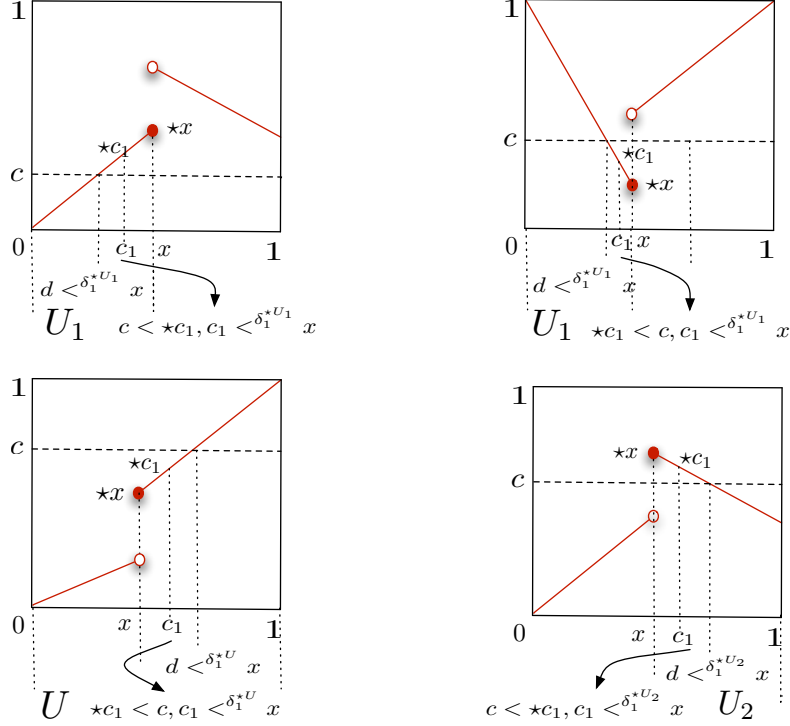 1
⋆x
⋆c₁
c
0 c₁ x 1
d <^{δ₁^{⋆U₁}} x
U₁ c < ⋆c₁, c₁ <^{δ₁^{⋆U₁}} x
1
c
⋆c₁
⋆x
0 c₁ x 1
d <^{δ₁^{⋆U₁}} x
U₁ ⋆c₁ < c, c₁ <^{δ₁^{⋆U₁}} x
1
c
⋆c₁
⋆x
0 x c₁ 1
d <^{δ₁^{⋆U}} x
U ⋆c₁ < c, c₁ <^{δ₁^{⋆U}} x
1
⋆x ⋆c₁
c
0 x c₁ 1
d <^{δ₁^{⋆U₂}} x
c < ⋆c₁, c₁ <^{δ₁^{⋆U₂}} x U₂